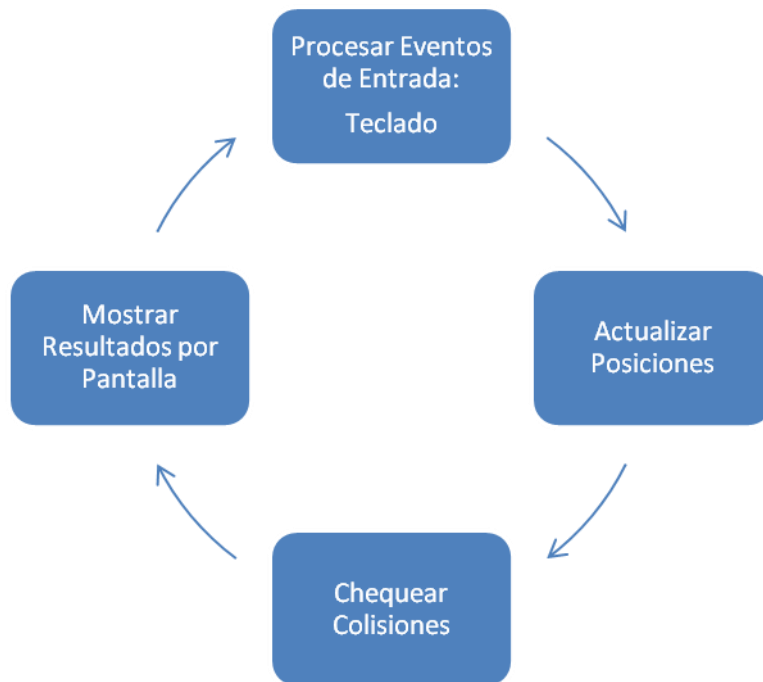 Procesar Eventos
de Entrada:
Teclado
Actualizar
Posiciones
Chequear
Colisiones
Mostrar
Resultados por
Pantalla